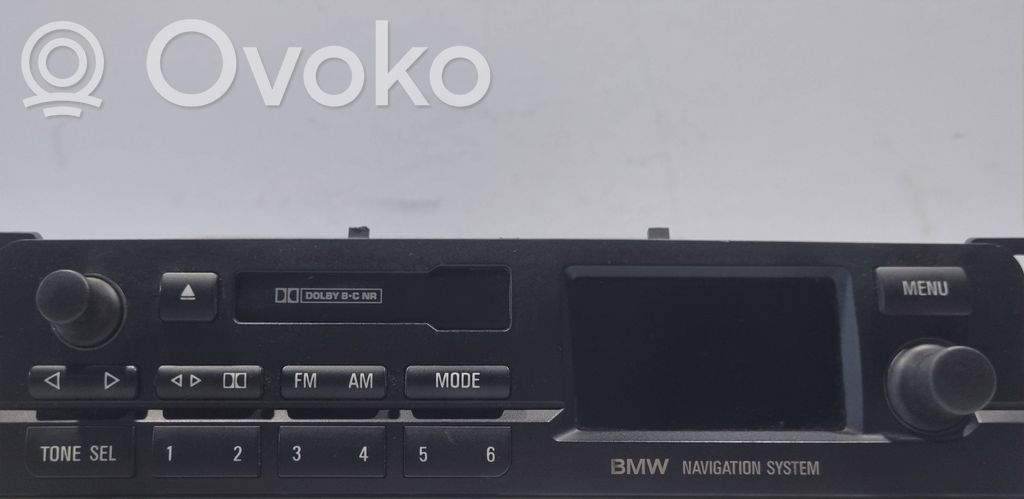 Ovoko
DOLBY B-C NR
MENU
FM AM
MODE
TONE SEL
1 2
3 4
5 6
BMW NAVIGATION SYSTEM